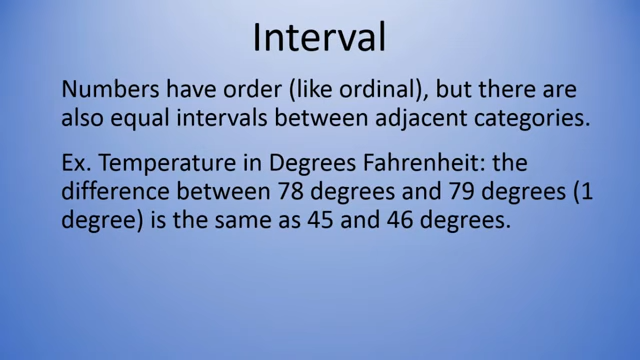 Interval
Numbers have order (like ordinal), but there are
also equal intervals between adjacent categories.
Ex. Temperature in Degrees Fahrenheit: the
difference between 78 degrees and 79 degrees (1
degree) is the same as 45 and 46 degrees.